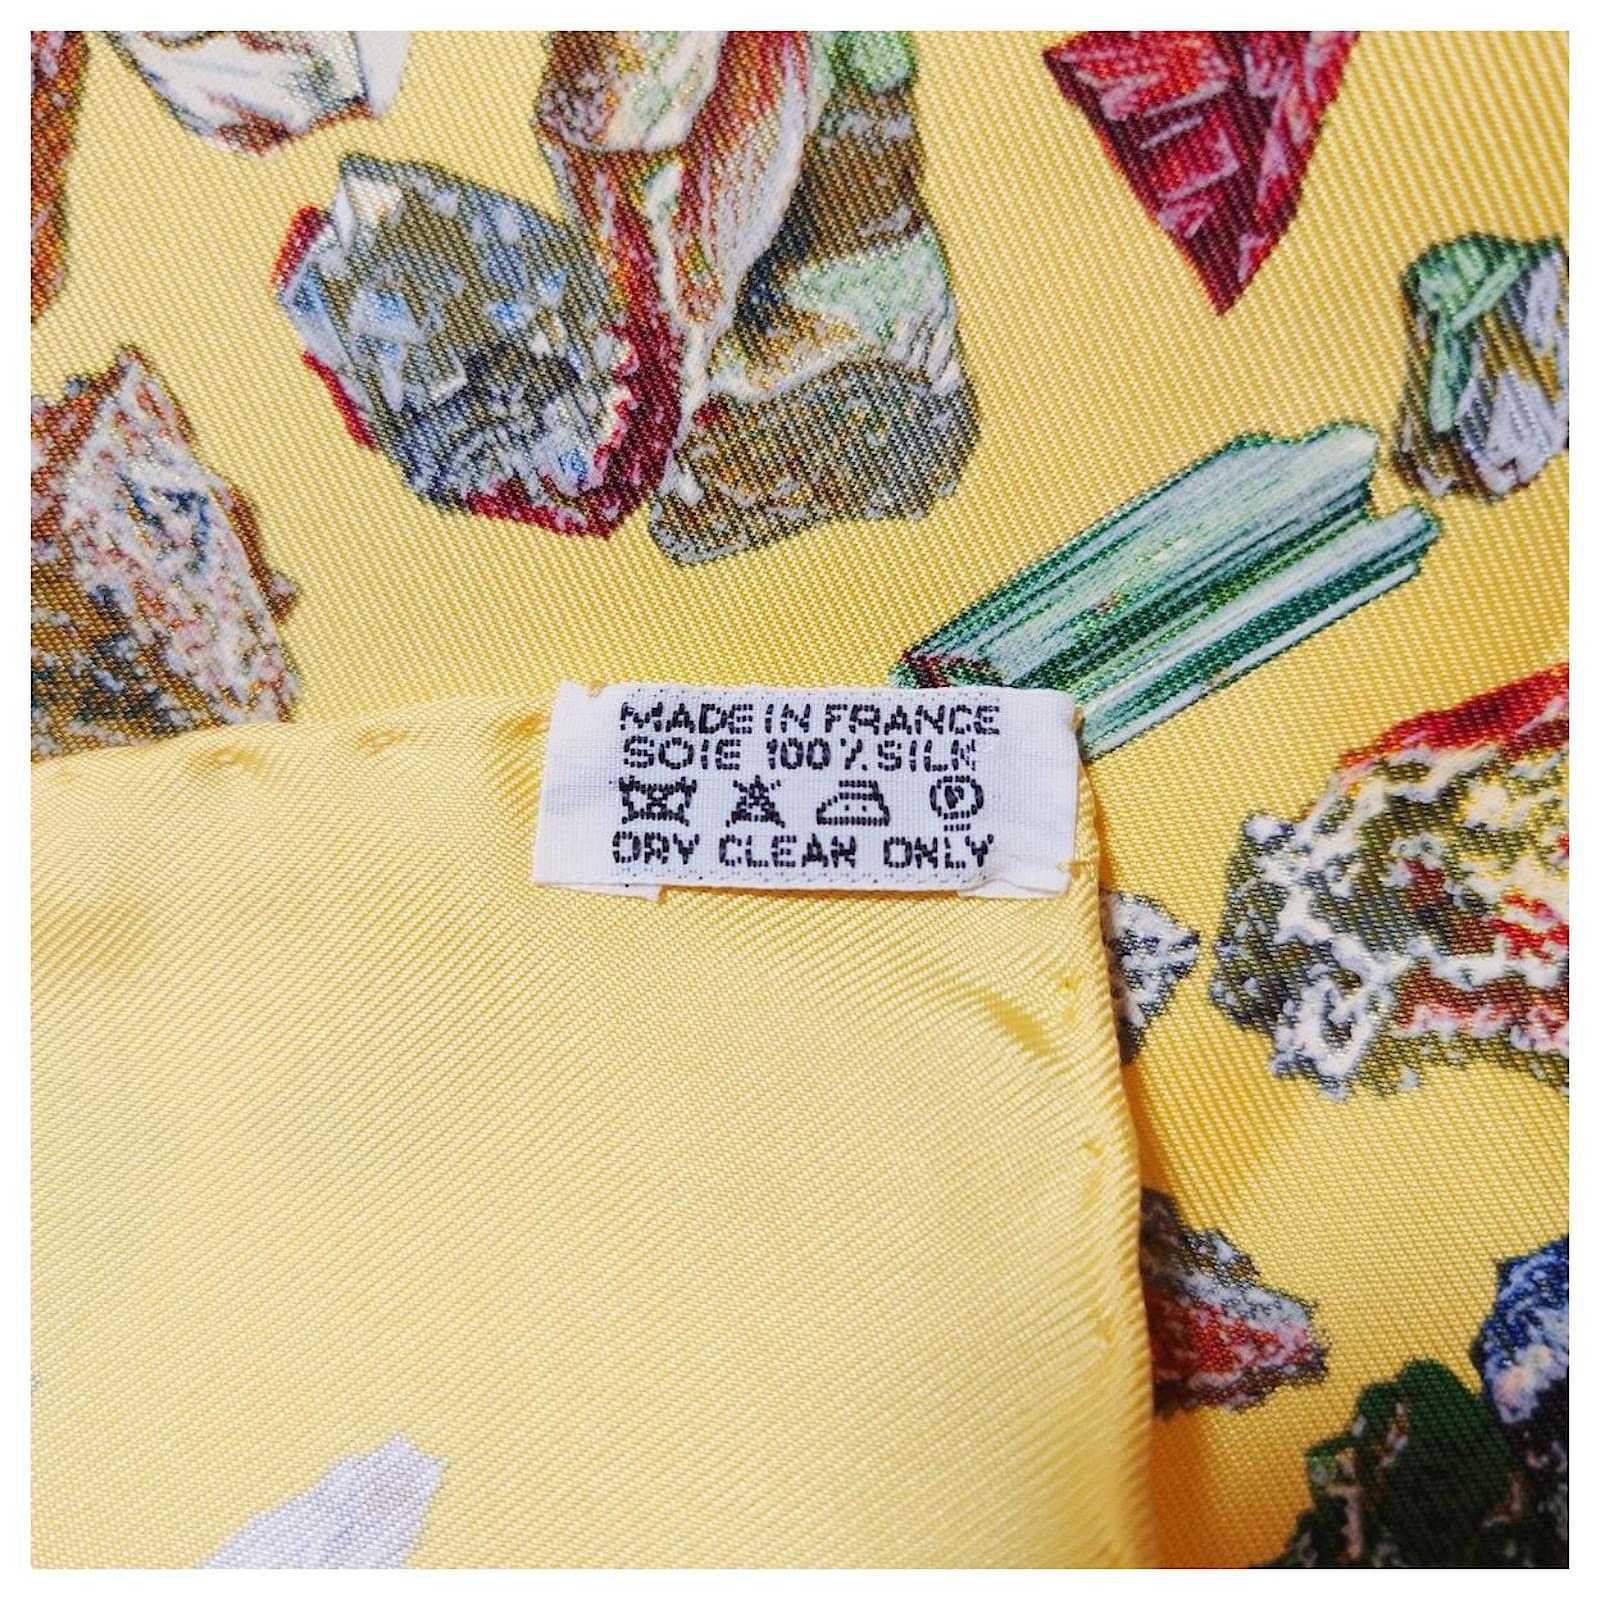 MADE IN FRANCE
SOIE 100% SILK
P
DRY CLEAN ONLY